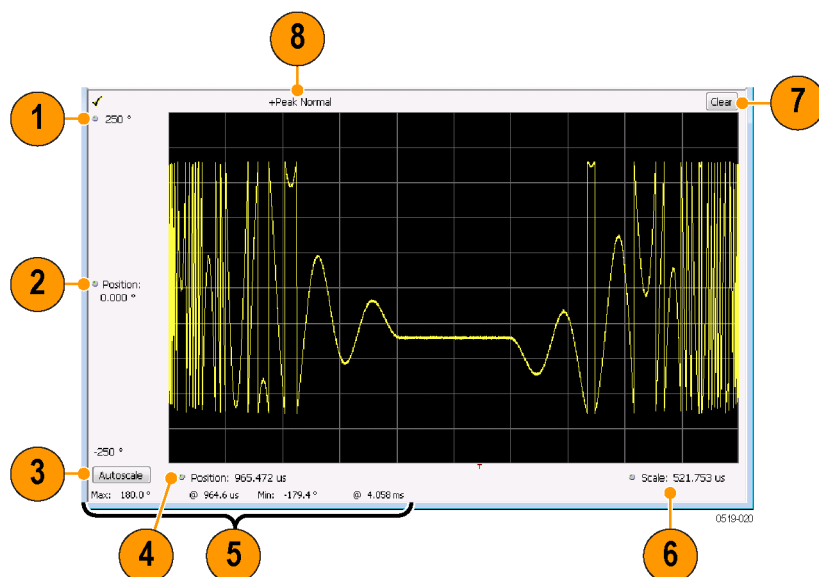 8
+Peak Normal
Clear
7
1
250 °
2
Position:
0.000 °
-250 °
3
Autoscale
Position: 965.472 us
T
Scale: 521.753 us
Max: 180.0 ° @ 964.6 us Min: -179.4 ° @ 4.058 ms
0519-020
4
5
6